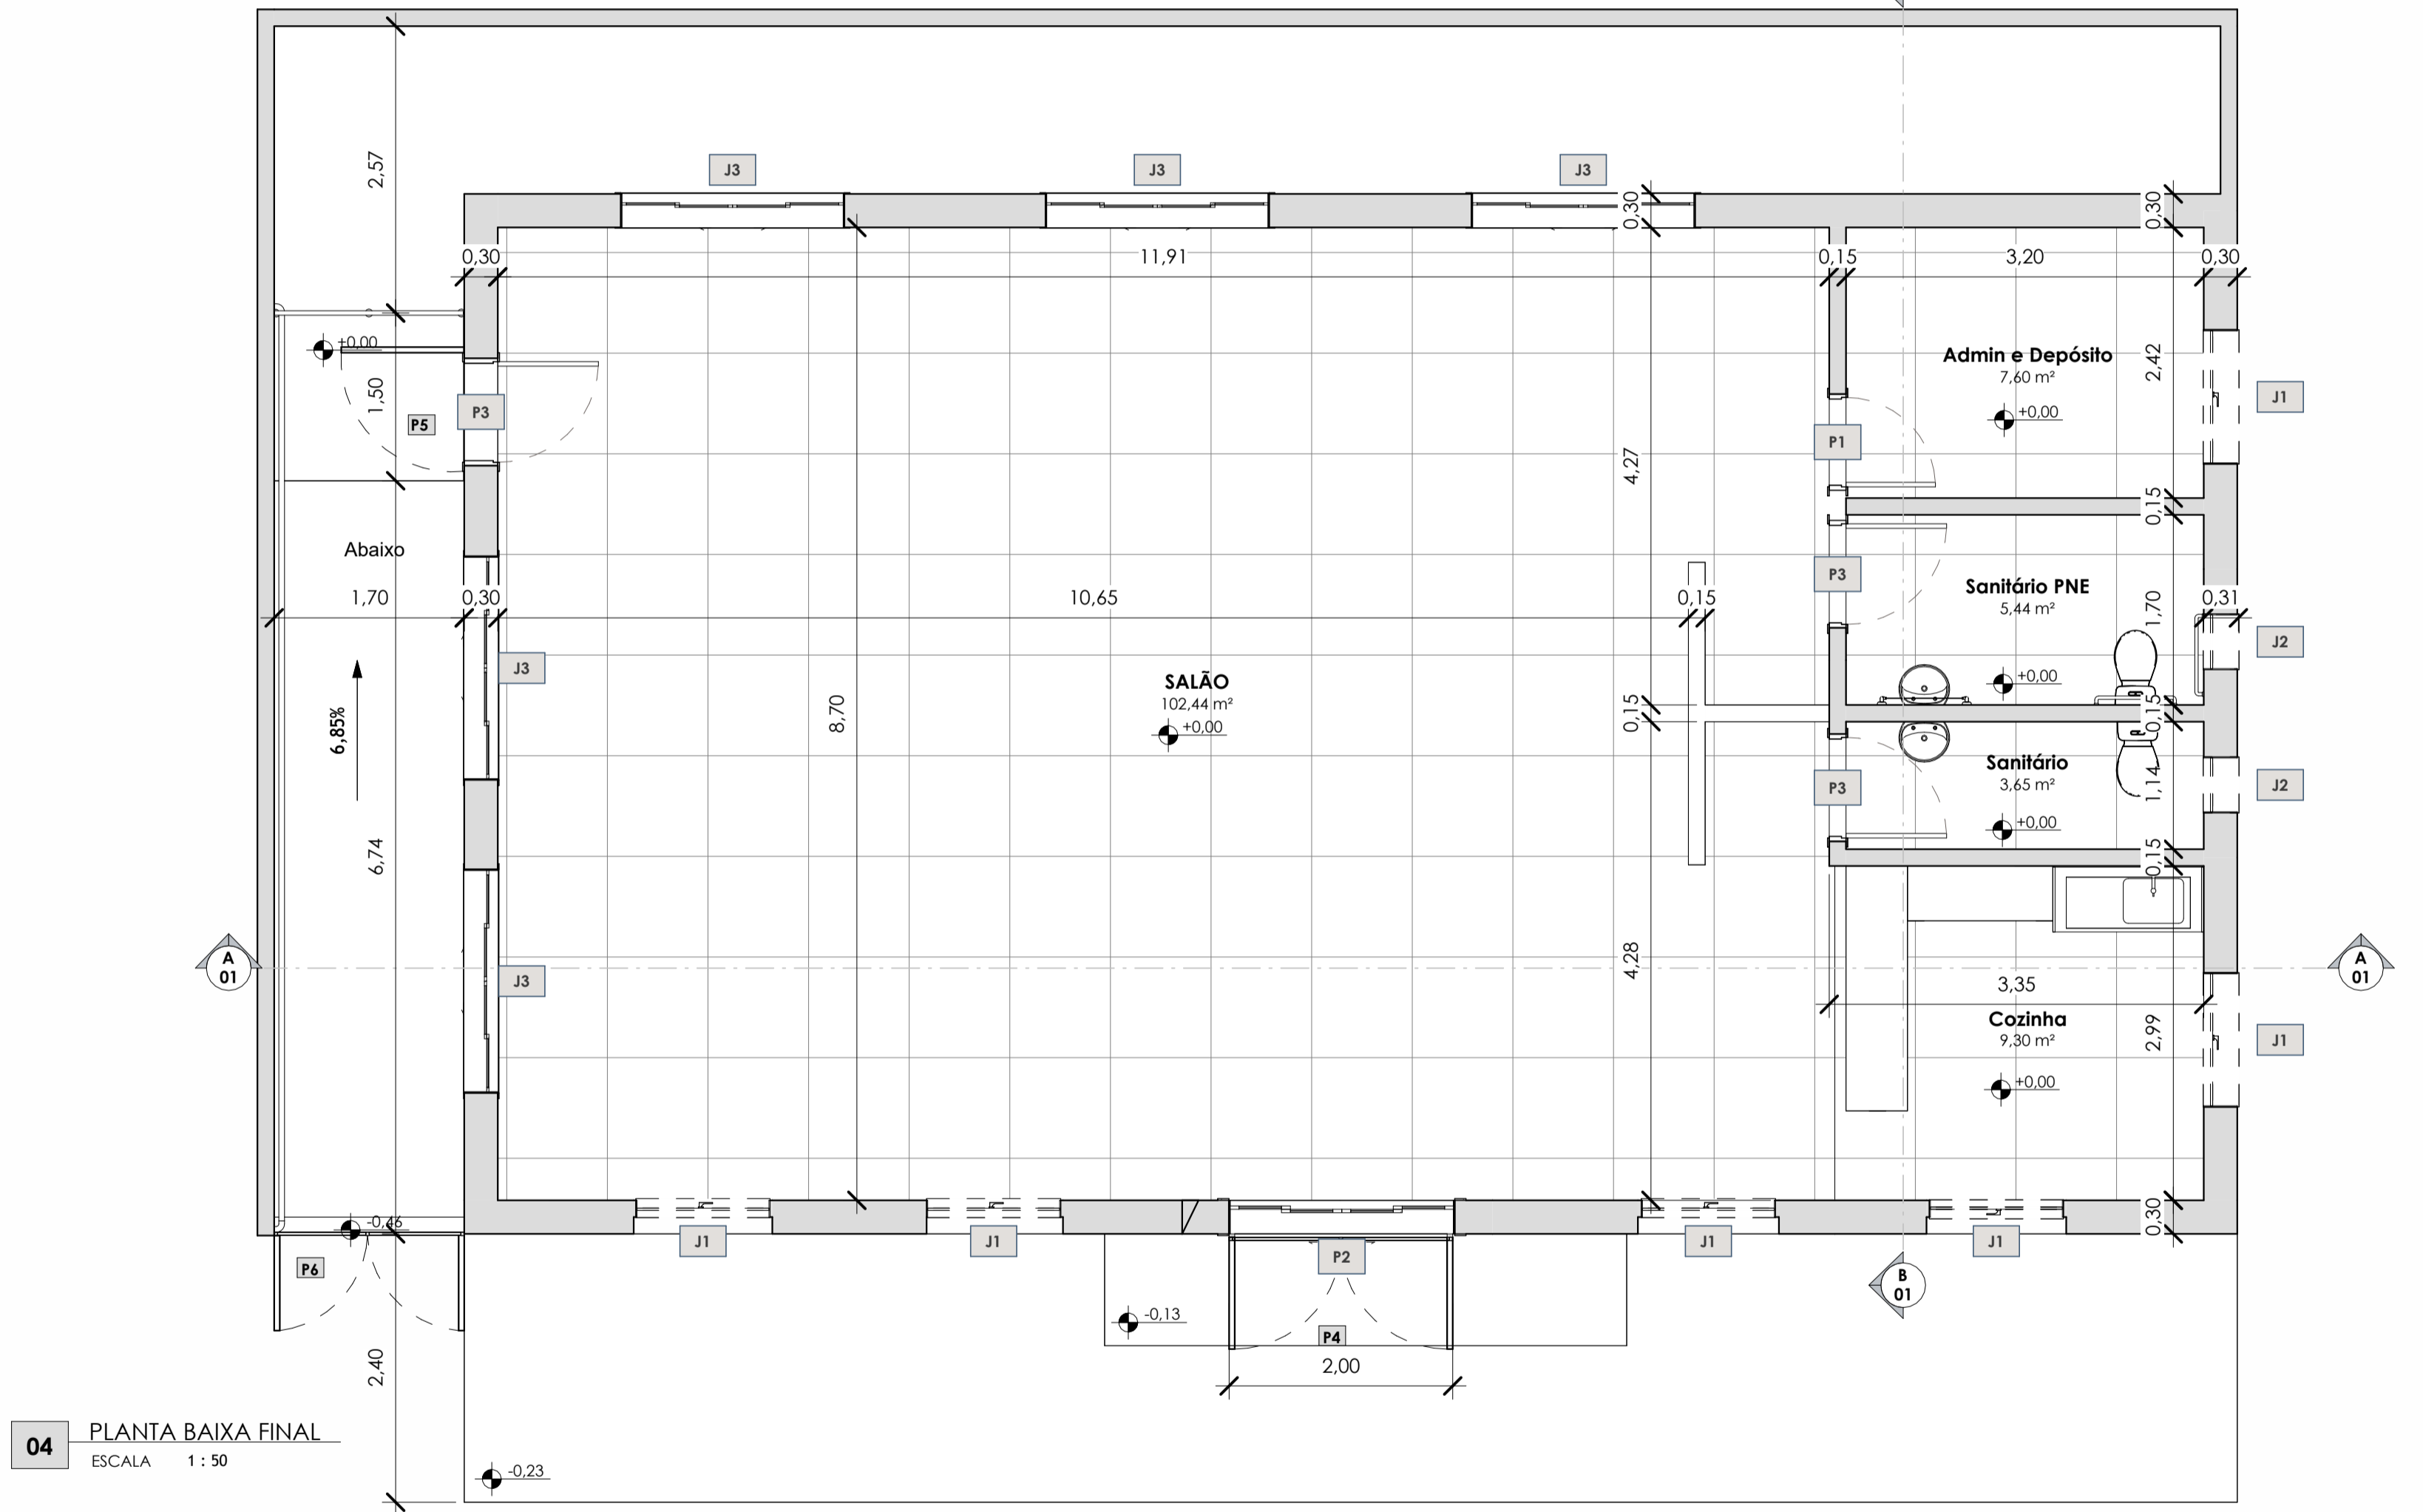 J3
J3
J3
2,57
0,30
0,30
0,30
11,91
0,15
3,20
0,30
+0,00
1,50
P5
P3
Admin e Depósito
7,60 m²
+0,00
2,42
J1
P1
4,27
0,15
Abaixo
1,70
0,30
10,65
0,15
P3
Sanitário PNE
5,44 m²
+0,00
1,70
0,31
J2
J3
6,85%
8,70
SALÃO
102,44 m²
+0,00
0,15
0,15
Sanitário
3,65 m²
+0,00
1,14
J2
P3
6,74
0,15
A
01
J3
4,28
3,35
Cozinha
9,30 m²
+0,00
2,99
J1
A
01
-0,46
P6
J1
J1
P2
J1
J1
0,30
B
01
-0,13
P4
2,00
2,40
04
PLANTA BAIXA FINAL
ESCALA 1 : 50
-0,23